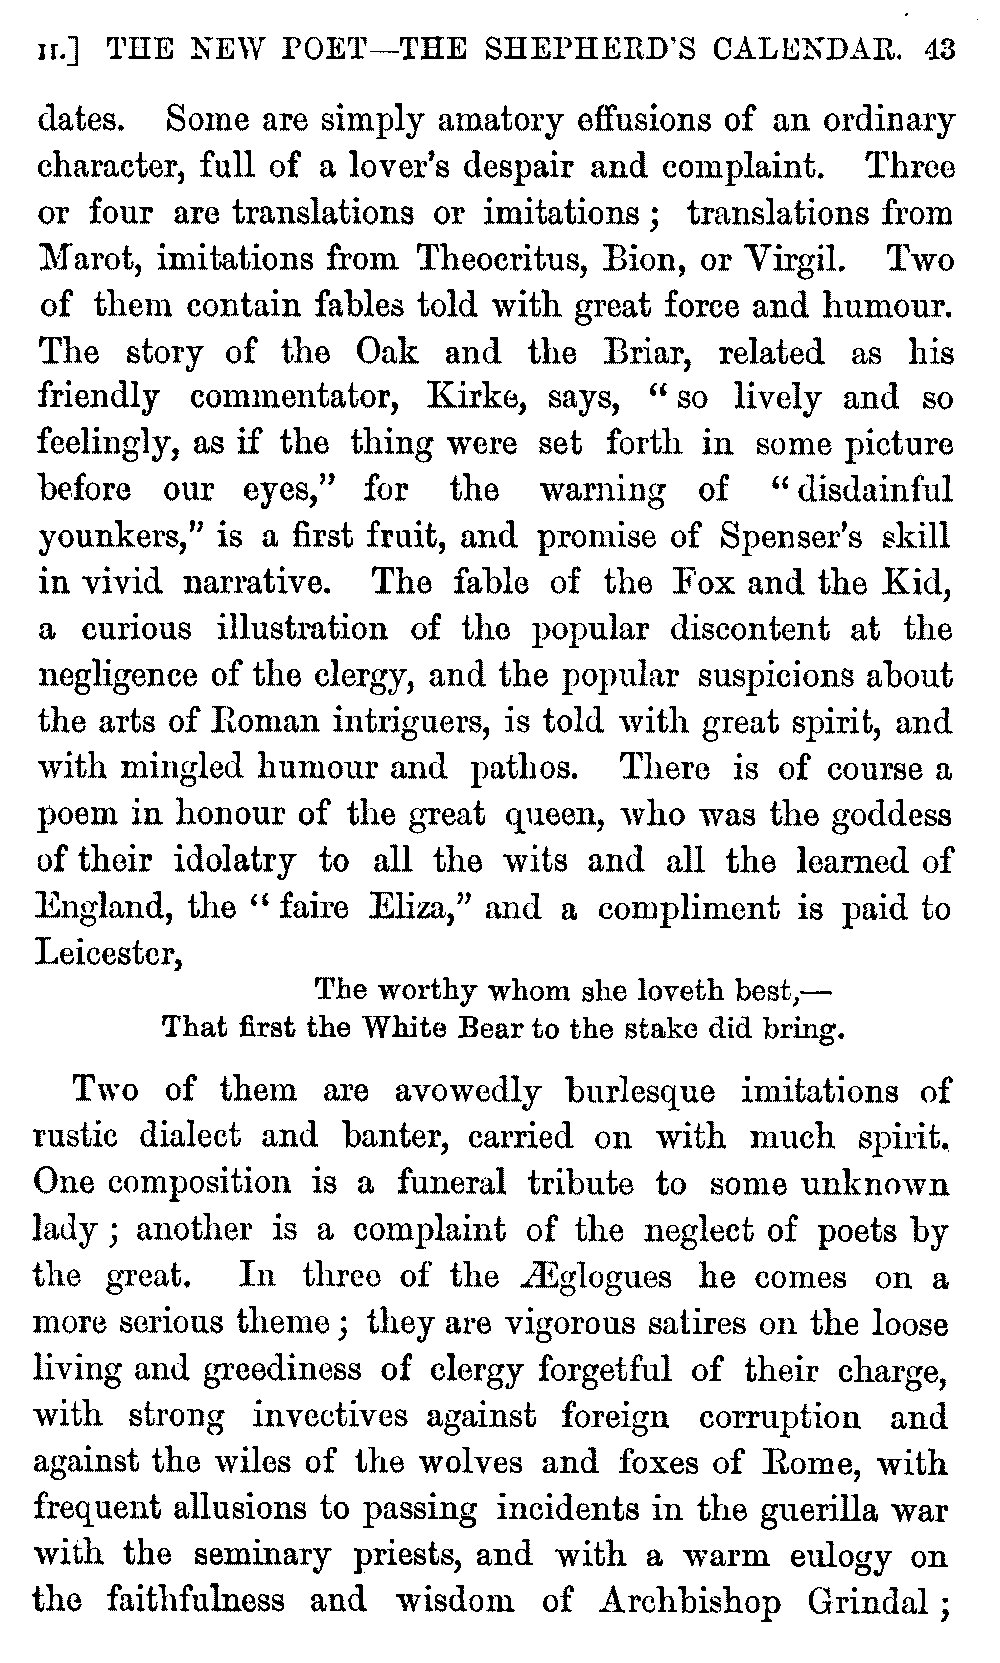 II.] THE NEW POET—THE SHEPHERD'S CALENDAR. 43
dates. Some are simply amatory effusions of an ordinary
character, full of a lover's despair and complaint. Three
or four are translations or imitations; translations from
Marot, imitations from Theocritus, Bion, or Virgil. Two
of them contain fables told with great force and humour.
The story of the Oak and the Briar, related as his
friendly commentator, Kirke, says, "so lively and so
feelingly, as if the thing were set forth in some picture
before our eyes," for the warning of "disdainful
younkers," is a first fruit, and promise of Spenser's skill
in vivid narrative. The fable of the Fox and the Kid,
a curious illustration of the popular discontent at the
negligence of the clergy, and the popular suspicions about
the arts of Roman intriguers, is told with great spirit, and
with mingled humour and pathos. There is of course a
poem in honour of the great queen, who was the goddess
of their idolatry to all the wits and all the learned of
England, the "faire Eliza," and a compliment is paid to
Leicester,
The worthy whom she loveth best,—
That first the White Bear to the stake did bring.
Two of them are avowedly burlesque imitations of
rustic dialect and banter, carried on with much spirit.
One composition is a funeral tribute to some unknown
lady; another is a complaint of the neglect of poets by
the great. In three of the Æglogues he comes on a
more serious theme; they are vigorous satires on the loose
living and greediness of clergy forgetful of their charge,
with strong invectives against foreign corruption and
against the wiles of the wolves and foxes of Rome, with
frequent allusions to passing incidents in the guerilla war
with the seminary priests, and with a warm eulogy on
the faithfulness and wisdom of Archbishop Grindal;